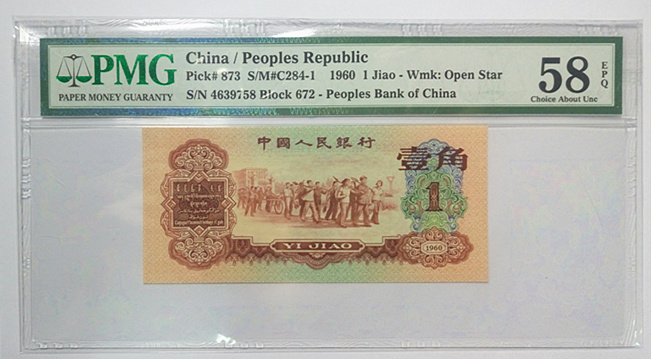 PMG
PAPER MONEY GUARANTY
China / Peoples Republic
Pick# 873 S/M#C284-1 1960 1 Jiao - Wmk: Open Star
S/N 4639758 Block 672 - Peoples Bank of China
58
EPQ
Choice About Unc
中國人民銀行
壹角
1
YI JIAO
1960